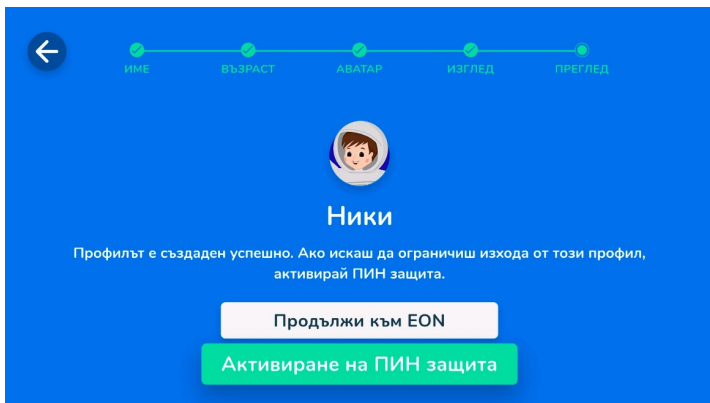 ИМЕ ВЪЗРАСТ АВАТАР ИЗГЛЕД ПРЕГЛЕД
Ники
Профилът е създаден успешно. Ако искаш да ограничиш изхода от този профил,
активирай ПИН защита.
Продължи към EON
Активиране на ПИН защита